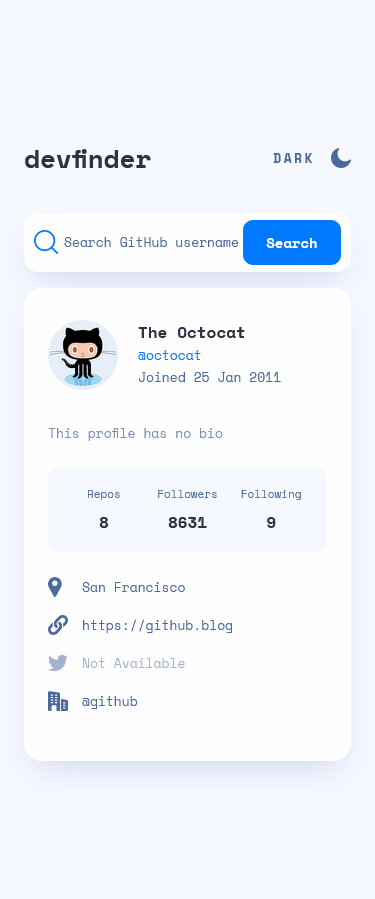 devfinder
DARK
Search GitHub username
Search
The Octocat
@octocat
Joined 25 Jan 2011
This profile has no bio
Repos Followers Following
8 8631 9
San Francisco
https://github.blog
Not Available
@github